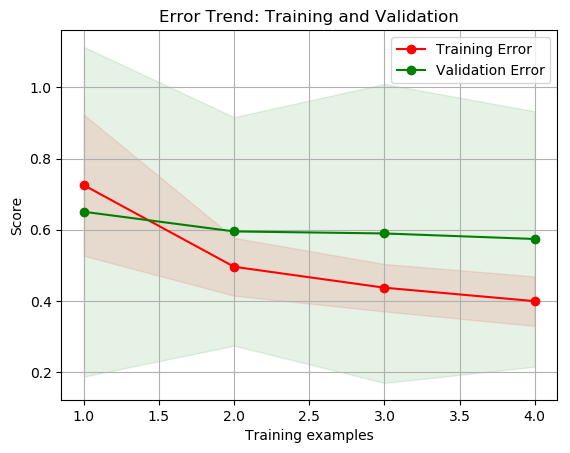 Error Trend: Training and Validation
Training Error
Validation Error
1.0
0.8
0.6
0.4
0.2
Score
1.0 1.5 2.0 2.5 3.0 3.5 4.0
Training examples